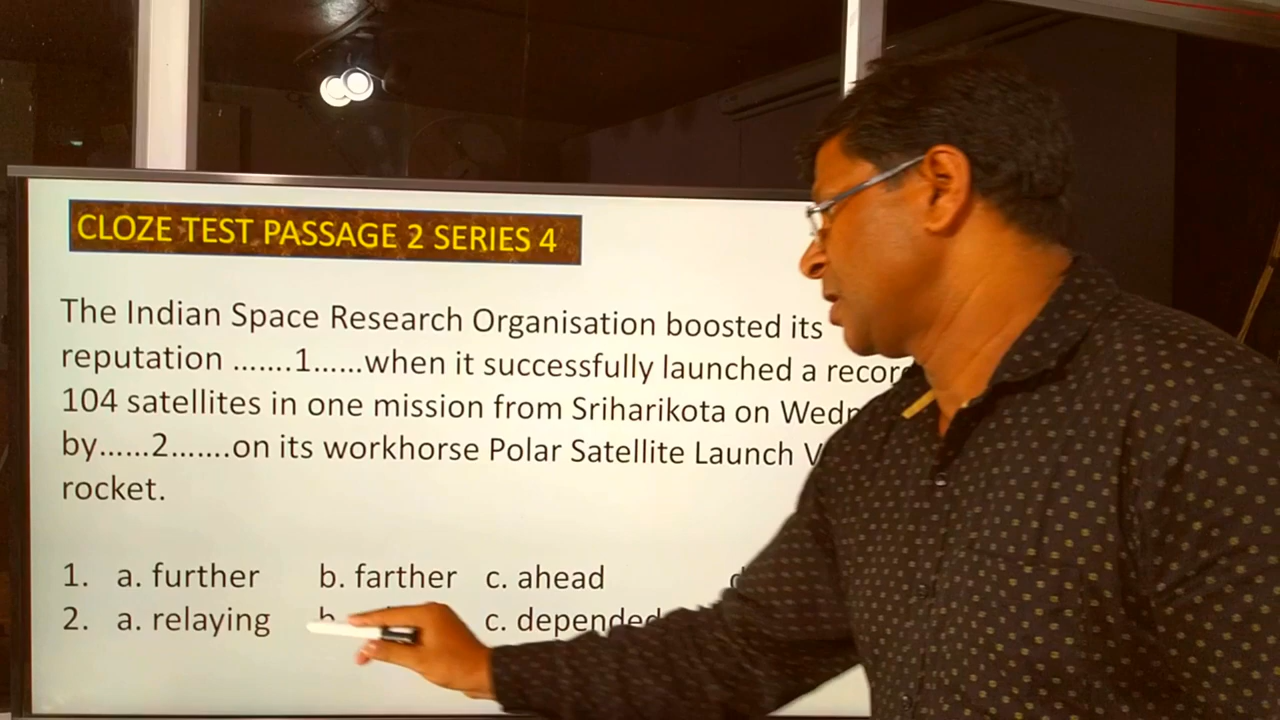 CLOZE TEST PASSAGE 2 SERIES 4
The Indian Space Research Organisation boosted its
reputation .......1......when it successfully launched a
104 satellites in one mission from Sriharikota on
by......2.......on its workhorse Polar Satellite Launch
rocket.
1. a. further b. farther c. ahead
2. a. relaying c. depended